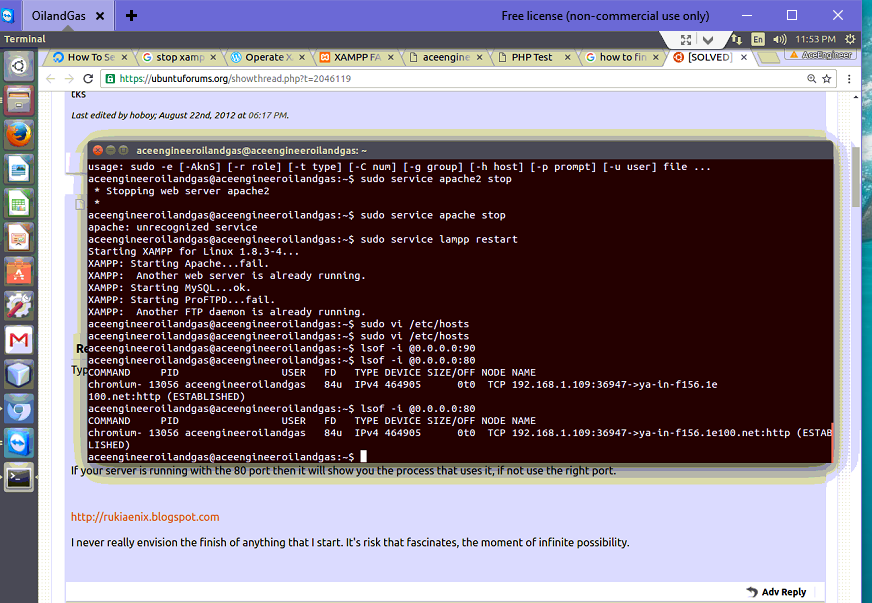 OilandGas
Free license (non-commercial use only)
Terminal
En
11:53 PM
How To Se
stop xamp
Operate X
XAMPP FA
aceengine
PHP Test
how to fin
[SOLVED]
AceEngineer
https://ubuntuforums.org/showthread.php?t=2046119
tks
Last edited by hoboy; August 22nd, 2012 at 06:17 PM.
aceengineeroilandgas@aceengineeroilandgas: ~
usage: sudo -e [-AknS] [-r role] [-t type] [-C num] [-g group] [-h host] [-p prompt] [-u user] file ...
aceengineeroilandgas@aceengineeroilandgas:~$ sudo service apache2 stop
* Stopping web server apache2
*
aceengineeroilandgas@aceengineeroilandgas:~$ sudo service apache stop
apache: unrecognized service
aceengineeroilandgas@aceengineeroilandgas:~$ sudo service lampp restart
Starting XAMPP for Linux 1.8.3-4...
XAMPP: Starting Apache...fail.
XAMPP:  Another web server is already running.
XAMPP: Starting MySQL...ok.
XAMPP: Starting ProFTPD...fail.
XAMPP:  Another FTP daemon is already running.
aceengineeroilandgas@aceengineeroilandgas:~$ sudo vi /etc/hosts
aceengineeroilandgas@aceengineeroilandgas:~$ sudo vi /etc/hosts
aceengineeroilandgas@aceengineeroilandgas:~$ lsof -i @0.0.0.0:90
aceengineeroilandgas@aceengineeroilandgas:~$ lsof -i @0.0.0.0:80
COMMAND     PID                 USER   FD   TYPE DEVICE SIZE/OFF NODE NAME
chromium- 13056 aceengineeroilandgas   84u  IPv4 464905      0t0  TCP 192.168.1.109:36947->ya-in-f156.1e
100.net:http (ESTABLISHED)
aceengineeroilandgas@aceengineeroilandgas:~$ lsof -i @0.0.0.0:80
COMMAND     PID                 USER   FD   TYPE DEVICE SIZE/OFF NODE NAME
chromium- 13056 aceengineeroilandgas   84u  IPv4 464905      0t0  TCP 192.168.1.109:36947->ya-in-f156.1e100.net:http (ESTAB
LISHED)
aceengineeroilandgas@aceengineeroilandgas:~$
If your server is running with the 80 port then it will show you the process that uses it, if not use the right port.
http://rukiaenix.blogspot.com
I never really envision the finish of anything that I start. It's risk that fascinates, the moment of infinite possibility.
Adv Reply